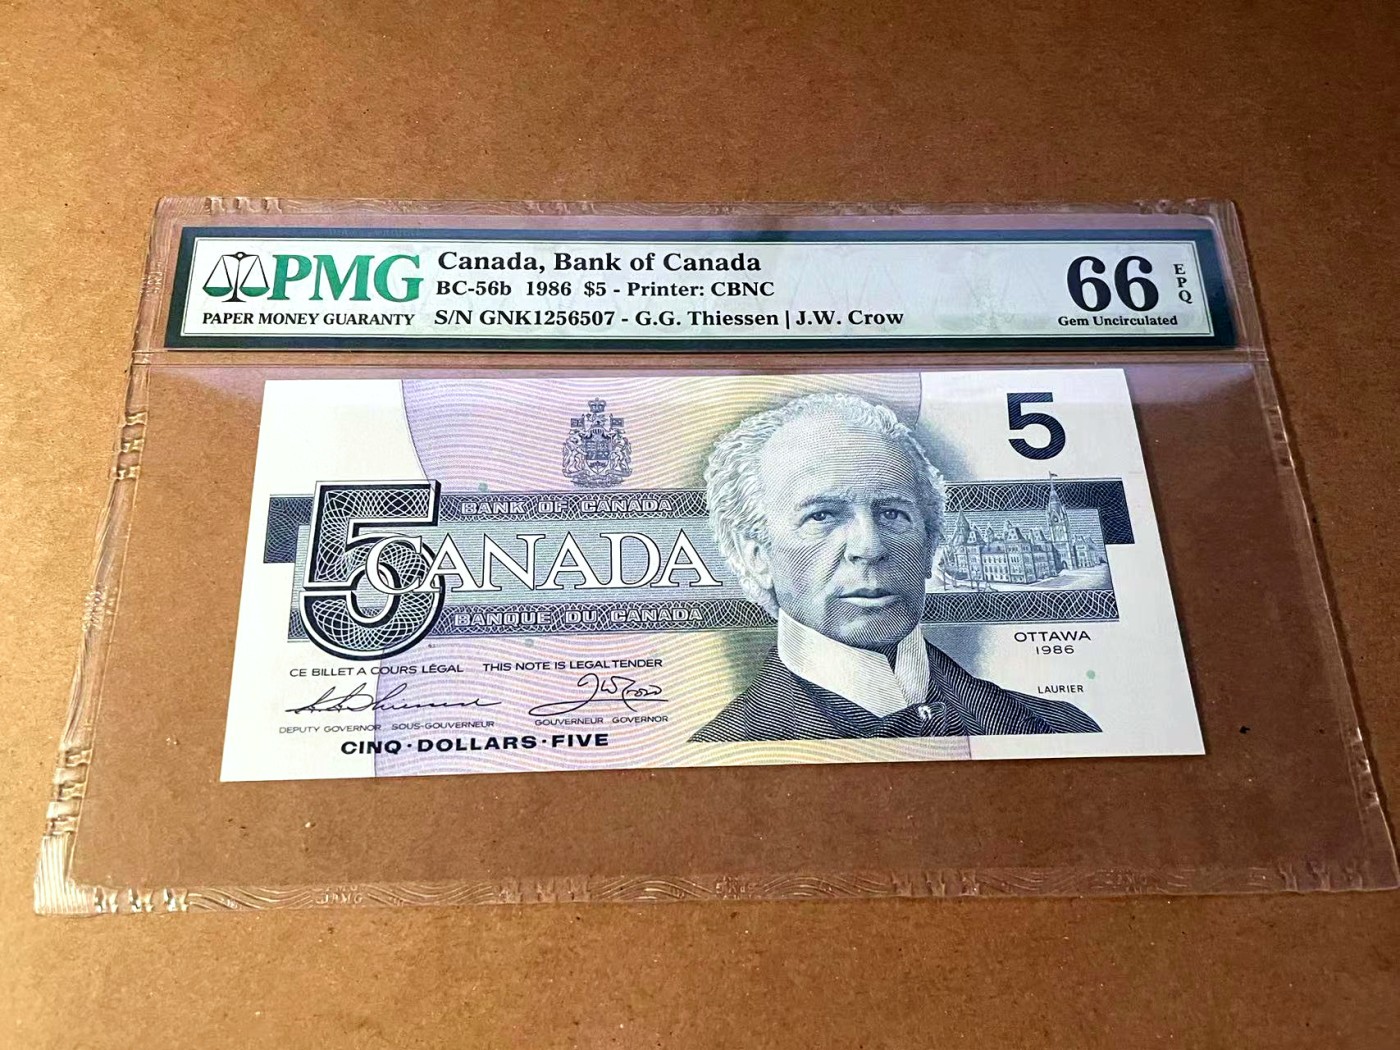 PMG
PAPER MONEY GUARANTY
Canada, Bank of Canada
BC-56b 1986 $5 - Printer: CBNC
S/N GNK1256507 - G.G. Thiessen | J.W. Crow
66
EPQ
Gem Uncirculated
5
BANK OF CANADA
5
CANADA
BANQUE DU CANADA
OTTAWA
1986
LAURIER
CE BILLET A COURS LÉGAL THIS NOTE IS LEGAL TENDER
DEPUTY GOVERNOR SOUS-GOUVERNEUR GOUVERNEUR GOVERNOR
CINQ·DOLLARS·FIVE